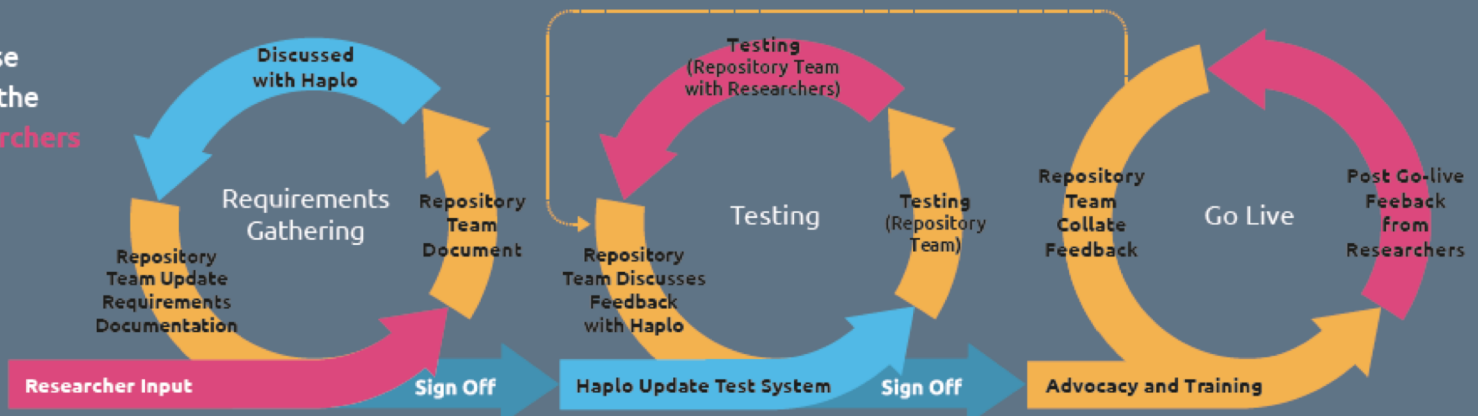 se
the
rchers
Discussed
with Haplo
Requirements
Gathering
Repository
Team
Document
Repository
Team Update
Requirements
Documentation
Researcher Input
Sign Off
Testing
(Repository Team
with Researchers)
Testing
Testing
(Repository
Team)
Repository
Team Discusses
Feedback
with Haplo
Haplo Update Test System
Sign Off
Repository
Team
Collate
Feedback
Go Live
Post Go-live
Feeback
from
Researchers
Advocacy and Training